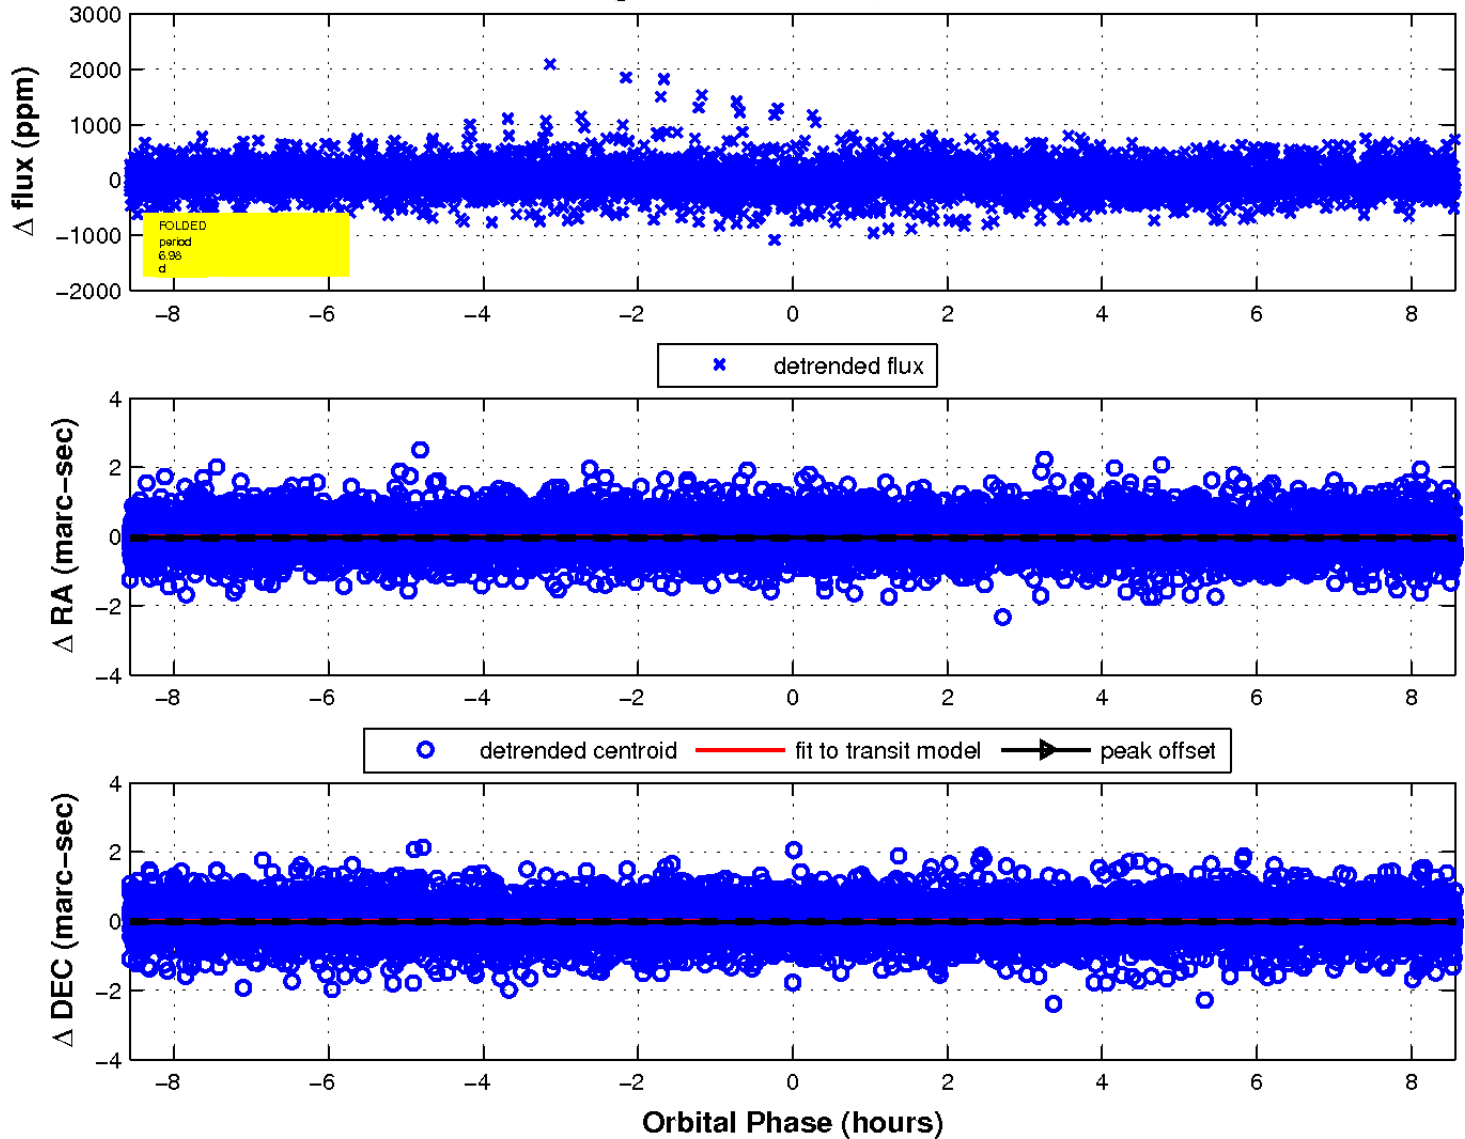 3000
2000
1000
0
−1000
−2000
Δ flux (ppm)
FOLDED
period
6.98
d
−8 −6 −4 −2 0 2 4 6 8
detrended flux
4
2
0
−2
−4
Δ RA (marc−sec)
−8 −6 −4 −2 0 2 4 6 8
detrended centroid fit to transit model peak offset
4
2
0
−2
−4
Δ DEC (marc−sec)
−8 −6 −4 −2 0 2 4 6 8
Orbital Phase (hours)